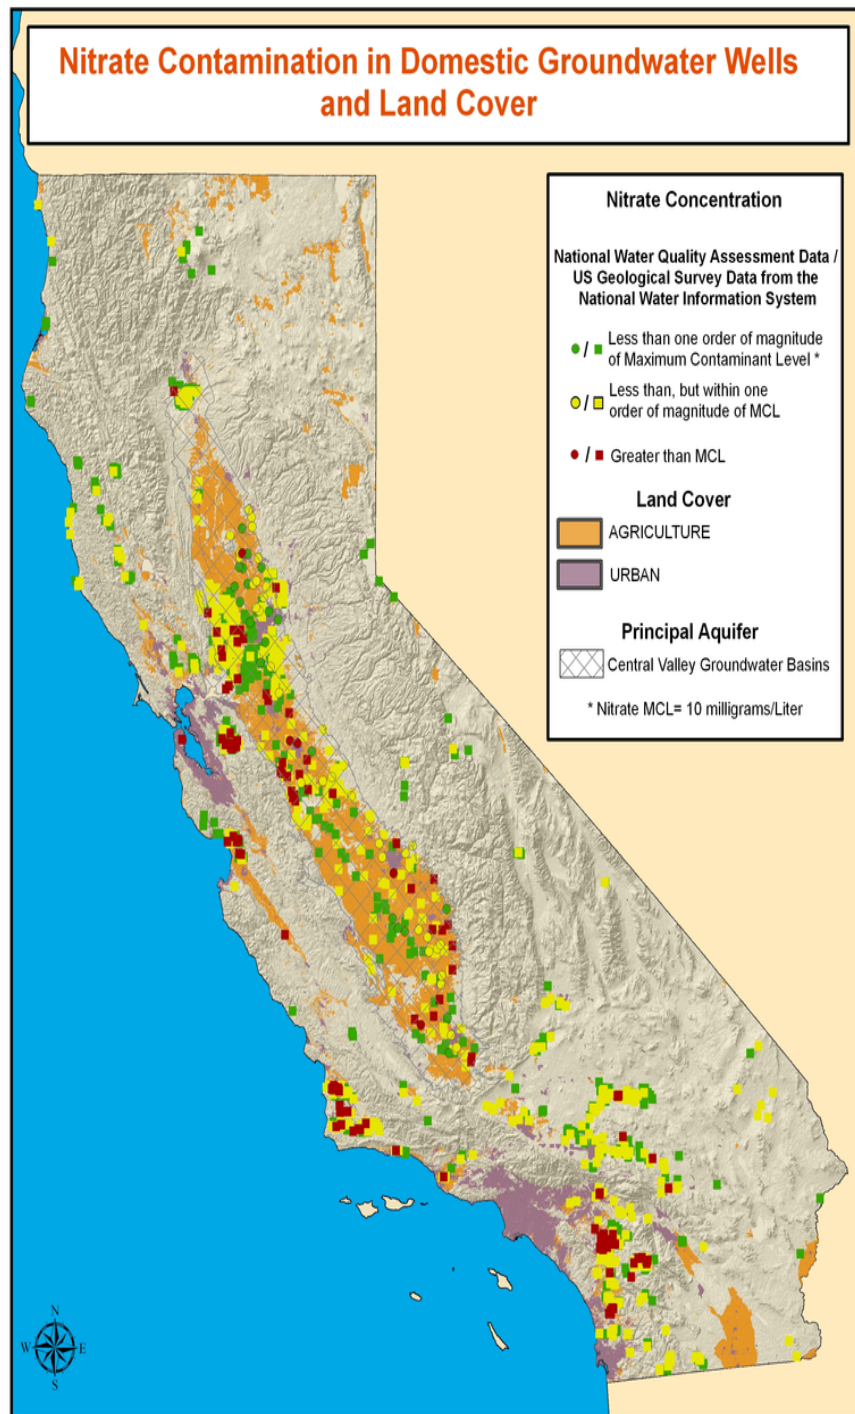 Nitrate Contamination in Domestic Groundwater Wells
and Land Cover
Nitrate Concentration
National Water Quality Assessment Data /
US Geological Survey Data from the
National Water Information System
/ Less than one order of magnitude
of Maximum Contaminant Level *
/ Less than, but within one
order of magnitude of MCL
/ Greater than MCL
Land Cover
AGRICULTURE
URBAN
Principal Aquifer
Central Valley Groundwater Basins
* Nitrate MCL= 10 milligrams/Liter
N
W E
S